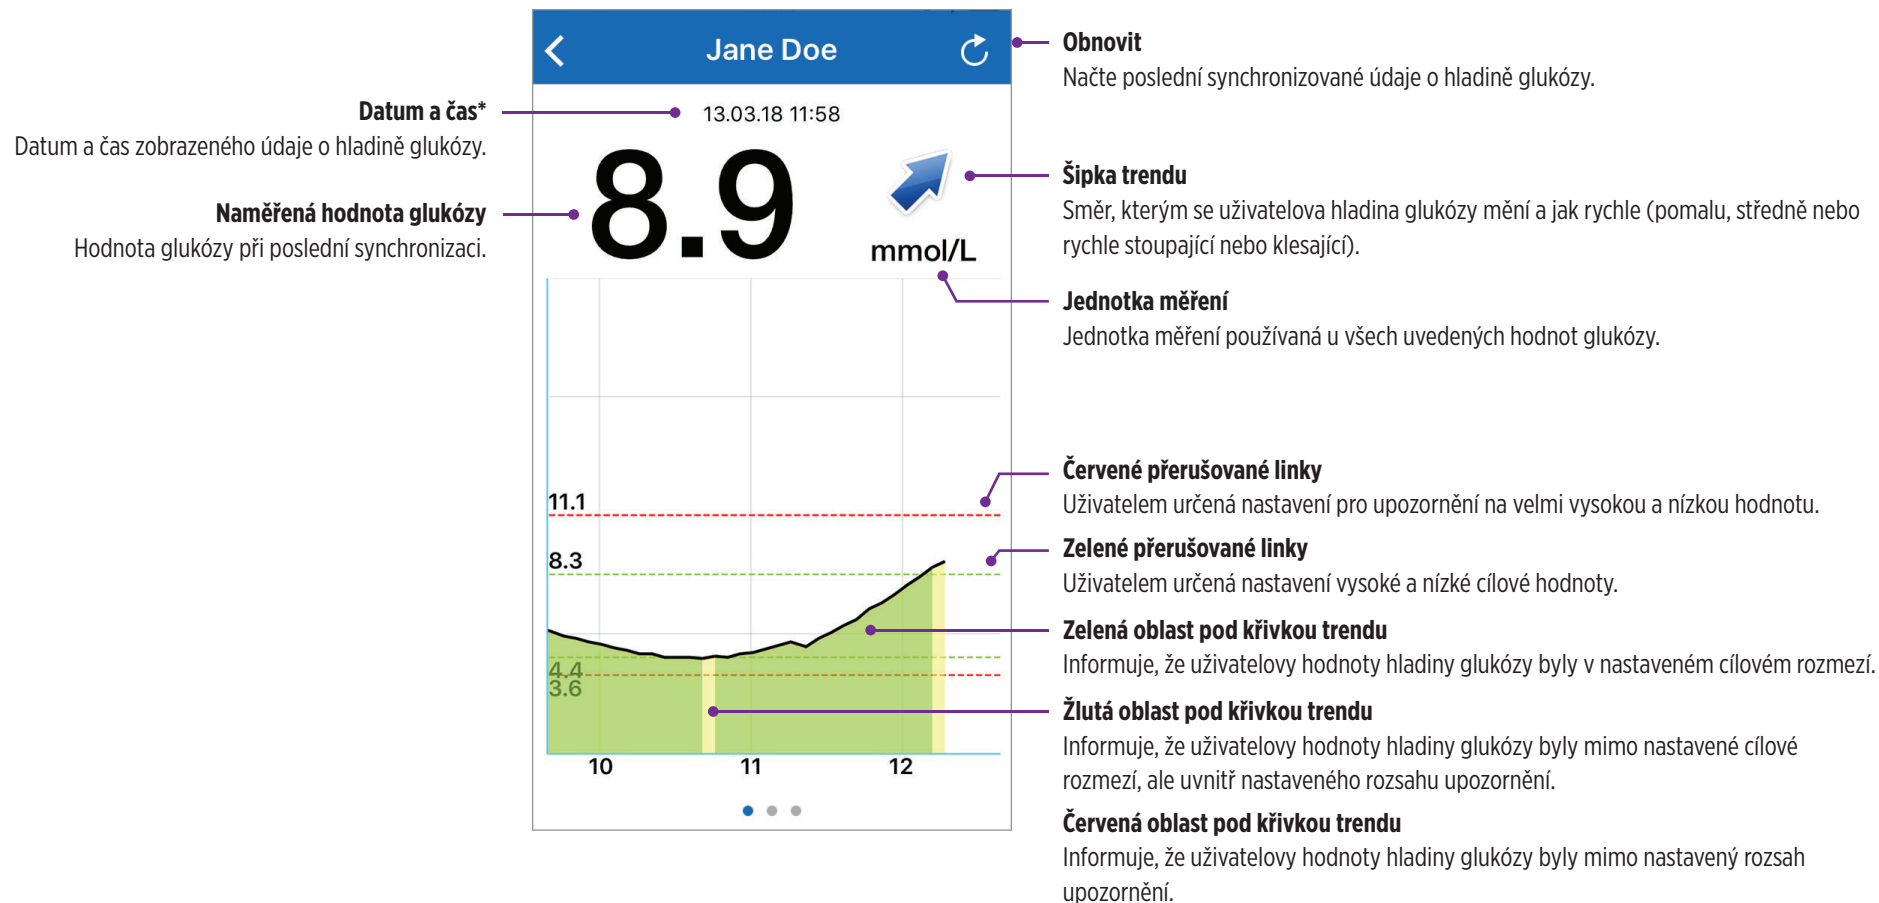 Jane Doe
13.03.18 11:58
8.9
mmol/L
11.1
8.3
4.4
3.6
10
11
12
Datum a čas*
Datum a čas zobrazeného údaje o hladině glukózy.
Naměřená hodnota glukózy
Hodnota glukózy při poslední synchronizaci.
Obnovit
Načte poslední synchronizované údaje o hladině glukózy.
Šipka trendu
Směr, kterým se uživatelova hladina glukózy mění a jak rychle (pomalu, středně nebo
rychle stoupající nebo klesající).
Jednotka měření
Jednotka měření používaná u všech uvedených hodnot glukózy.
Červené přerušované linky
Uživatelem určená nastavení pro upozornění na velmi vysokou a nízkou hodnotu.
Zelené přerušované linky
Uživatelem určená nastavení vysoké a nízké cílové hodnoty.
Zelená oblast pod křivkou trendu
Informuje, že uživatelovy hodnoty hladiny glukózy byly v nastaveném cílovém rozmezí.
Žlutá oblast pod křivkou trendu
Informuje, že uživatelovy hodnoty hladiny glukózy byly mimo nastavené cílové
rozmezí, ale uvnitř nastaveného rozsahu upozornění.
Červená oblast pod křivkou trendu
Informuje, že uživatelovy hodnoty hladiny glukózy byly mimo nastavený rozsah
upozornění.